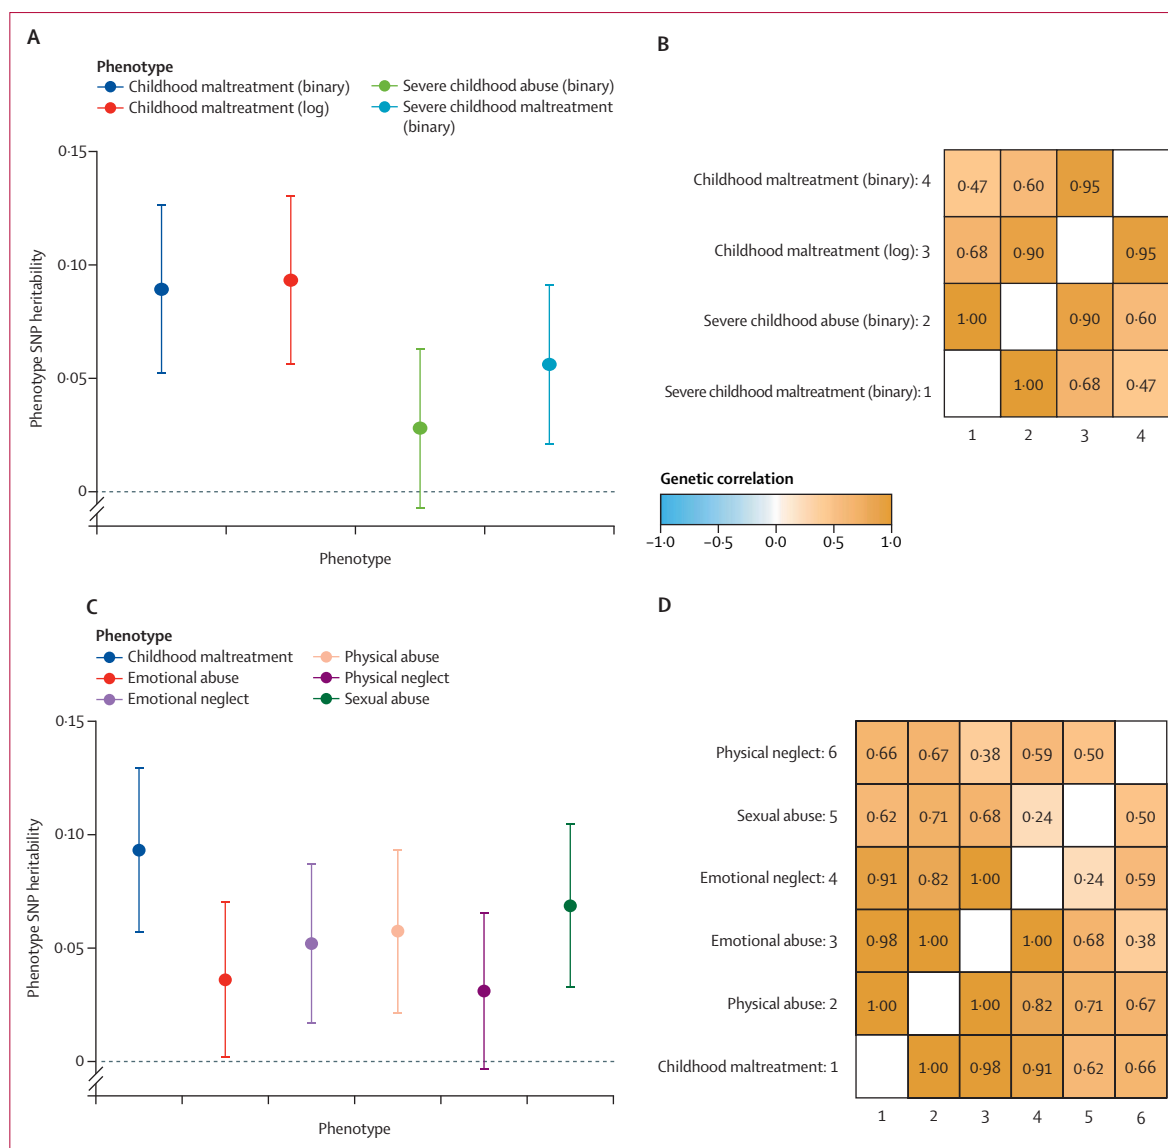 A
Phenotype
Childhood maltreatment (binary)
Childhood maltreatment (log)
Severe childhood abuse (binary)
Severe childhood maltreatment
(binary)
0·15
0·10
0·05
0
Phenotype SNP heritability
Phenotype
B
Childhood maltreatment (binary): 4
0·47 0·60 0·95
Childhood maltreatment (log): 3
0·68 0·90 0·95
Severe childhood abuse (binary): 2
1·00 0·90 0·60
Severe childhood maltreatment (binary): 1
1·00 0·68 0·47
1 2 3 4
Genetic correlation
−1·0 −0·5 0·0 0·5 1·0
C
Phenotype
Childhood maltreatment
Emotional abuse
Emotional neglect
Physical abuse
Physical neglect
Sexual abuse
0·15
0·10
0·05
0
Phenotype SNP heritability
Phenotype
D
Physical neglect: 6
0·66 0·67 0·38 0·59 0·50
Sexual abuse: 5
0·62 0·71 0·68 0·24 0·50
Emotional neglect: 4
0·91 0·82 1·00 0·24 0·59
Emotional abuse: 3
0·98 1·00 1·00 0·68 0·38
Physical abuse: 2
1·00 1·00 0·82 0·71 0·67
Childhood maltreatment: 1
1·00 0·98 0·91 0·62 0·66
1 2 3 4 5 6